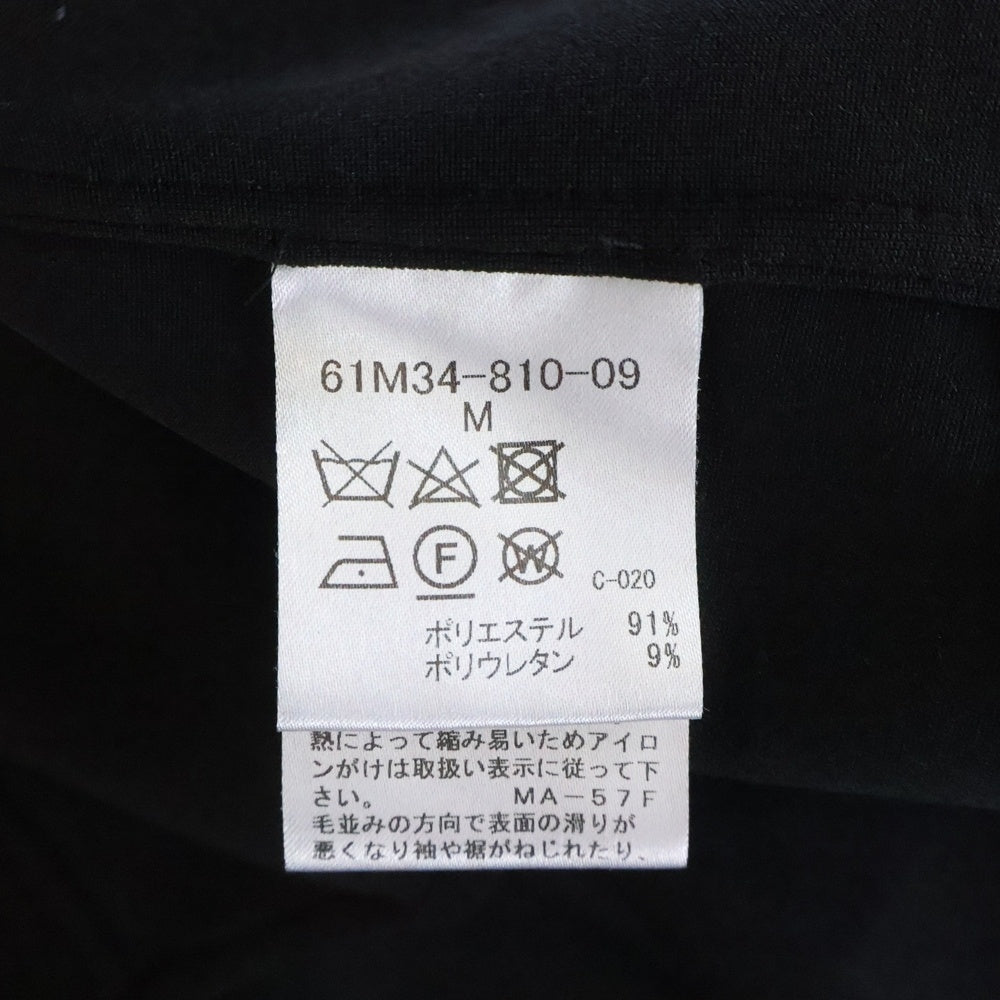 61M34-810-09
M
F
W
C-020
ポリエステル 91%
ポリウレタン 9%
熱によって縮み易いためアイロ
ンがけは取扱い表示に従って下
さい。 MA-57F
毛並みの方向で表面の滑りが
悪くなり袖や裾がねじれたり、